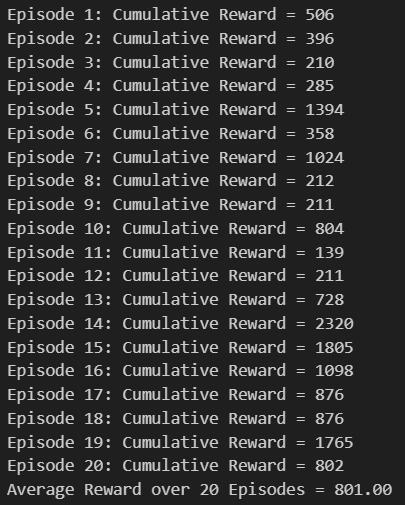 Episode 1: Cumulative Reward = 506
Episode 2: Cumulative Reward = 396
Episode 3: Cumulative Reward = 210
Episode 4: Cumulative Reward = 285
Episode 5: Cumulative Reward = 1394
Episode 6: Cumulative Reward = 358
Episode 7: Cumulative Reward = 1024
Episode 8: Cumulative Reward = 212
Episode 9: Cumulative Reward = 211
Episode 10: Cumulative Reward = 804
Episode 11: Cumulative Reward = 139
Episode 12: Cumulative Reward = 211
Episode 13: Cumulative Reward = 728
Episode 14: Cumulative Reward = 2320
Episode 15: Cumulative Reward = 1805
Episode 16: Cumulative Reward = 1098
Episode 17: Cumulative Reward = 876
Episode 18: Cumulative Reward = 876
Episode 19: Cumulative Reward = 1765
Episode 20: Cumulative Reward = 802
Average Reward over 20 Episodes = 801.00